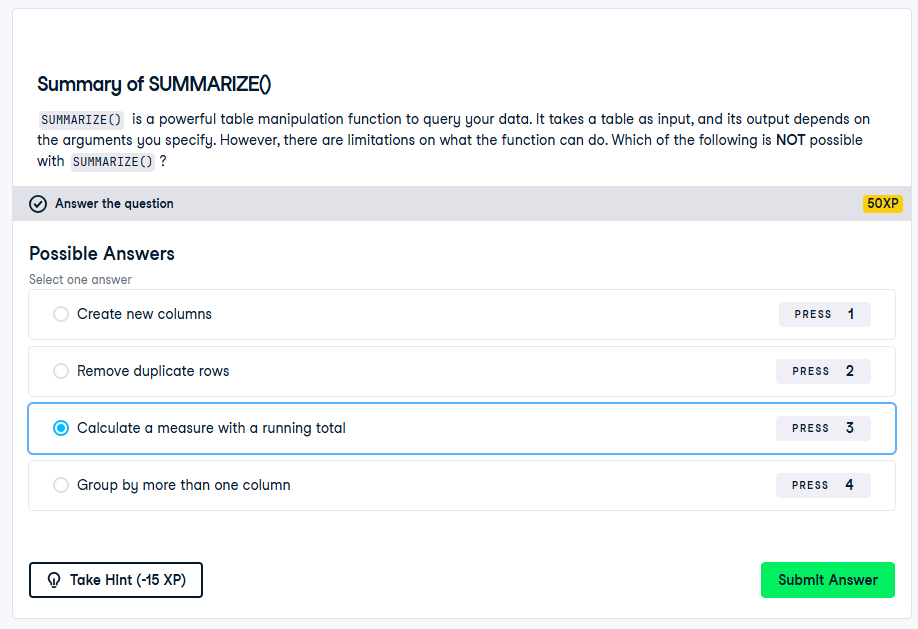 Summary of SUMMARIZE()
SUMMARIZE() is a powerful table manipulation function to query your data. It takes a table as input, and its output depends on
the arguments you specify. However, there are limitations on what the function can do. Which of the following is NOT possible
with SUMMARIZE() ?
Answer the question 50XP
Possible Answers
Select one answer
Create new columns PRESS 1
Remove duplicate rows PRESS 2
Calculate a measure with a running total PRESS 3
Group by more than one column PRESS 4
Take Hint (-15 XP) Submit Answer